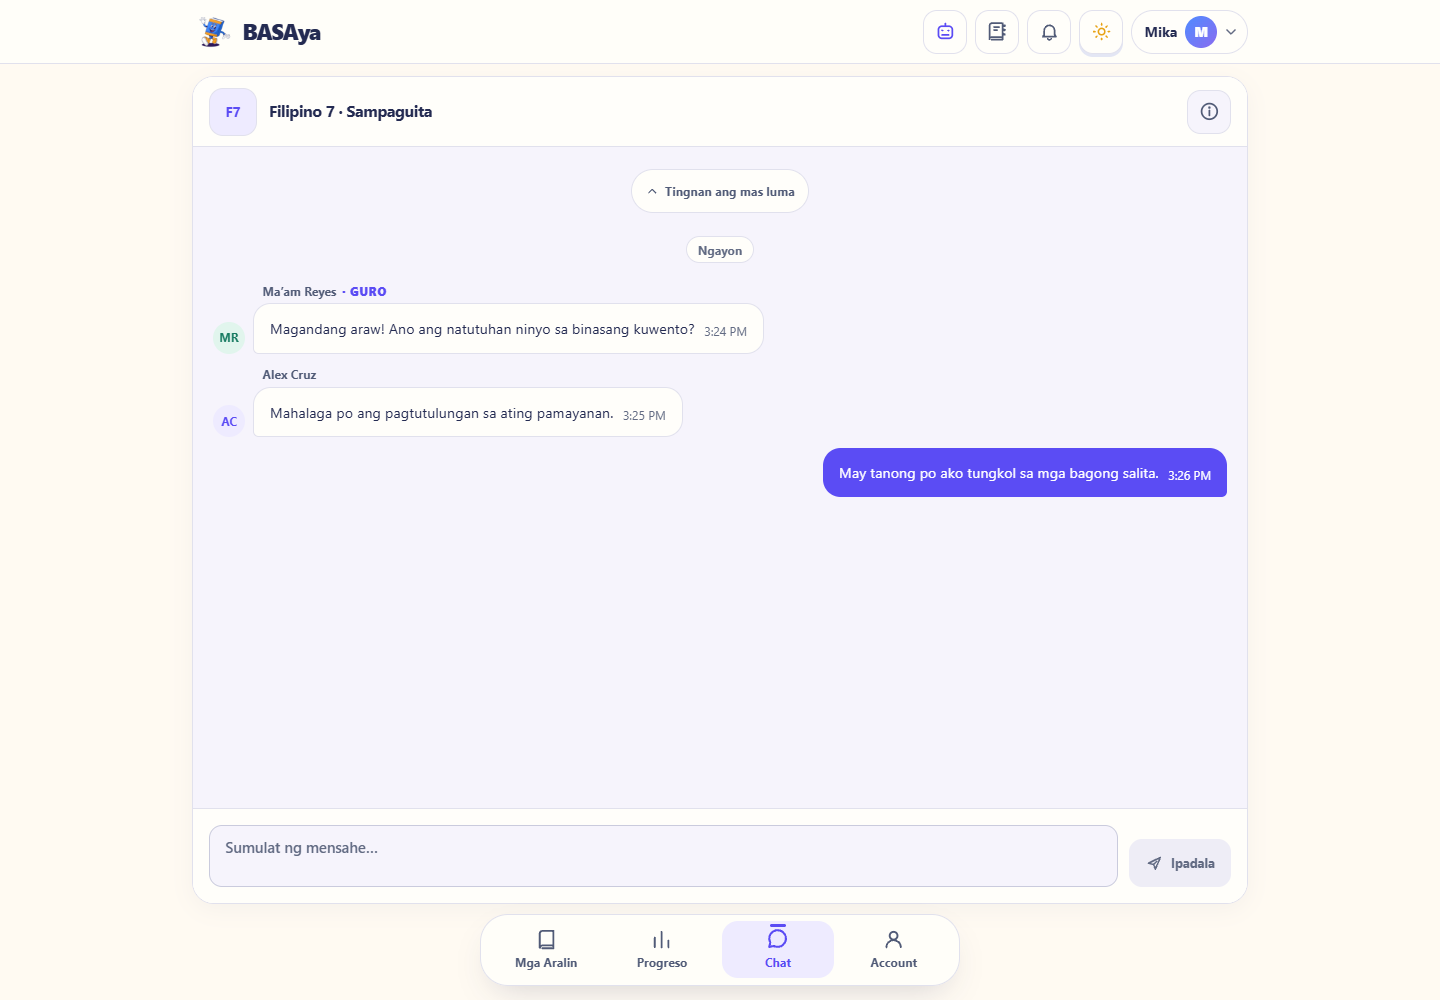 BASAya
Mika M
F7 Filipino 7 · Sampaguita
Tingnan ang mas luma
Ngayon
Ma’am Reyes · GURO
MR Magandang araw! Ano ang natutuhan ninyo sa binasang kuwento? 3:24 PM
Alex Cruz
AC Mahalaga po ang pagtutulungan sa ating pamayanan. 3:25 PM
May tanong po ako tungkol sa mga bagong salita. 3:26 PM
Sumulat ng mensahe...
Ipadala
Mga Aralin Progreso Chat Account